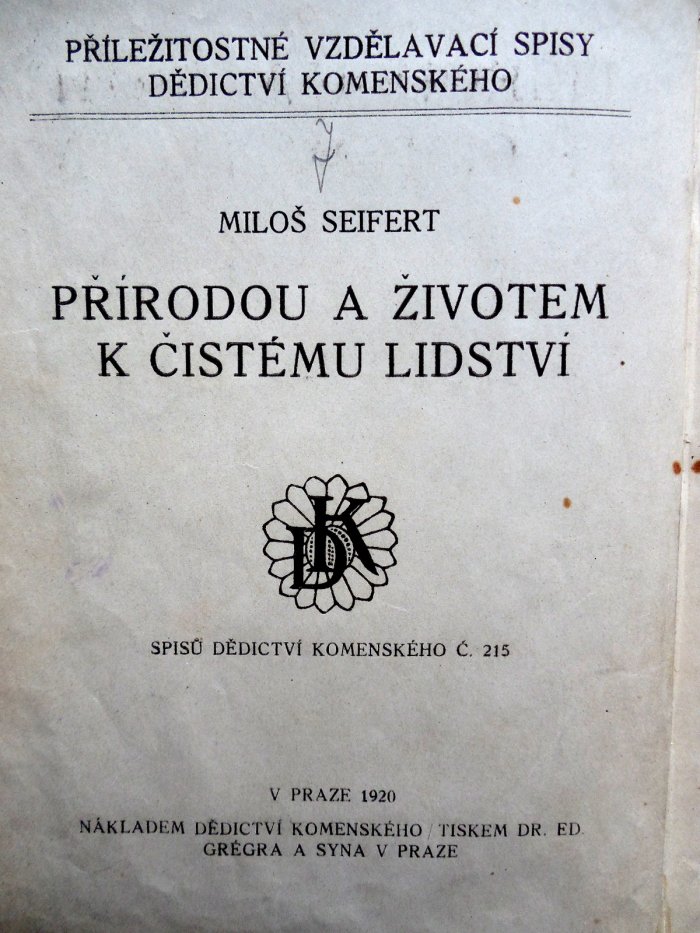 PŘÍLEŽITOSTNÉ VZDĚLAVACÍ SPISY
DĚDICTVÍ KOMENSKÉHO
MILOŠ SEIFERT
PŘÍRODOU A ŽIVOTEM
K ČISTÉMU LIDSTVÍ
DK
SPISŮ DĚDICTVÍ KOMENSKÉHO Č. 215
V PRAZE 1920
NÁKLADEM DĚDICTVÍ KOMENSKÉHO / TISKEM DR. ED.
GRÉGRA A SYNA V PRAZE